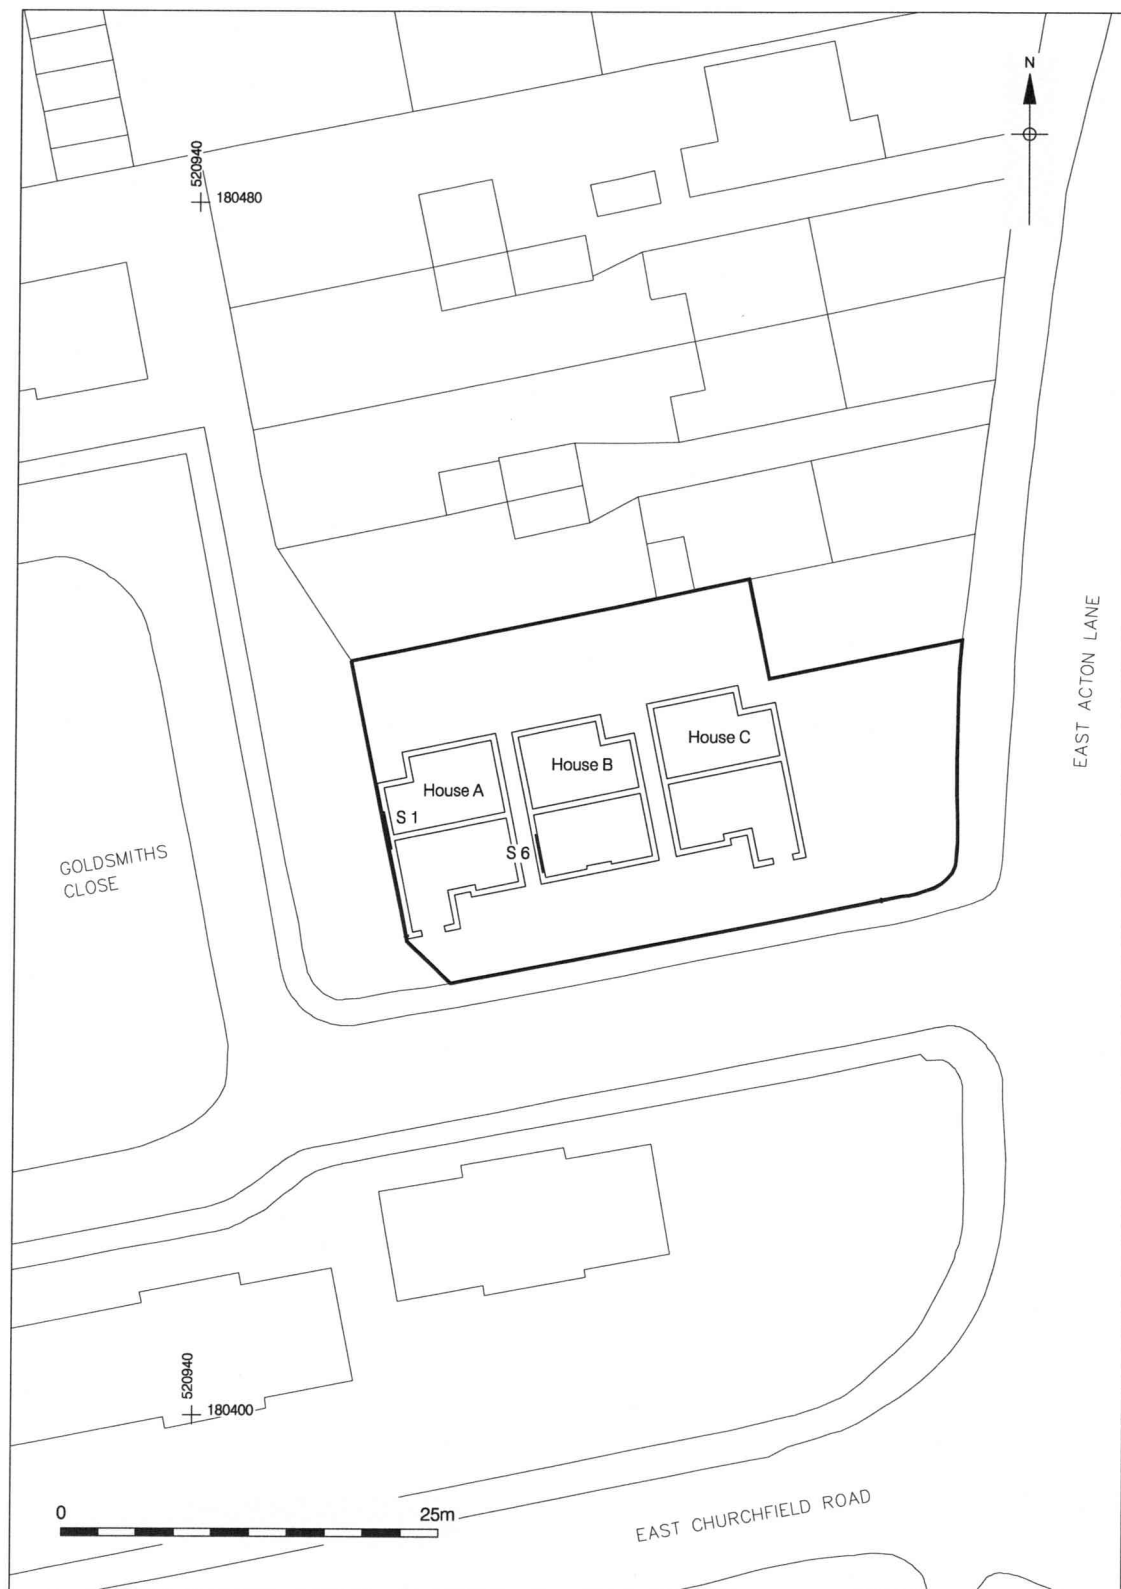 N
520940
180480
EAST ACTON LANE
House C
House B
House A
S 1
S 6
GOLDSMITHS
CLOSE
520940
180400
0
25m
EAST CHURCHFIELD ROAD